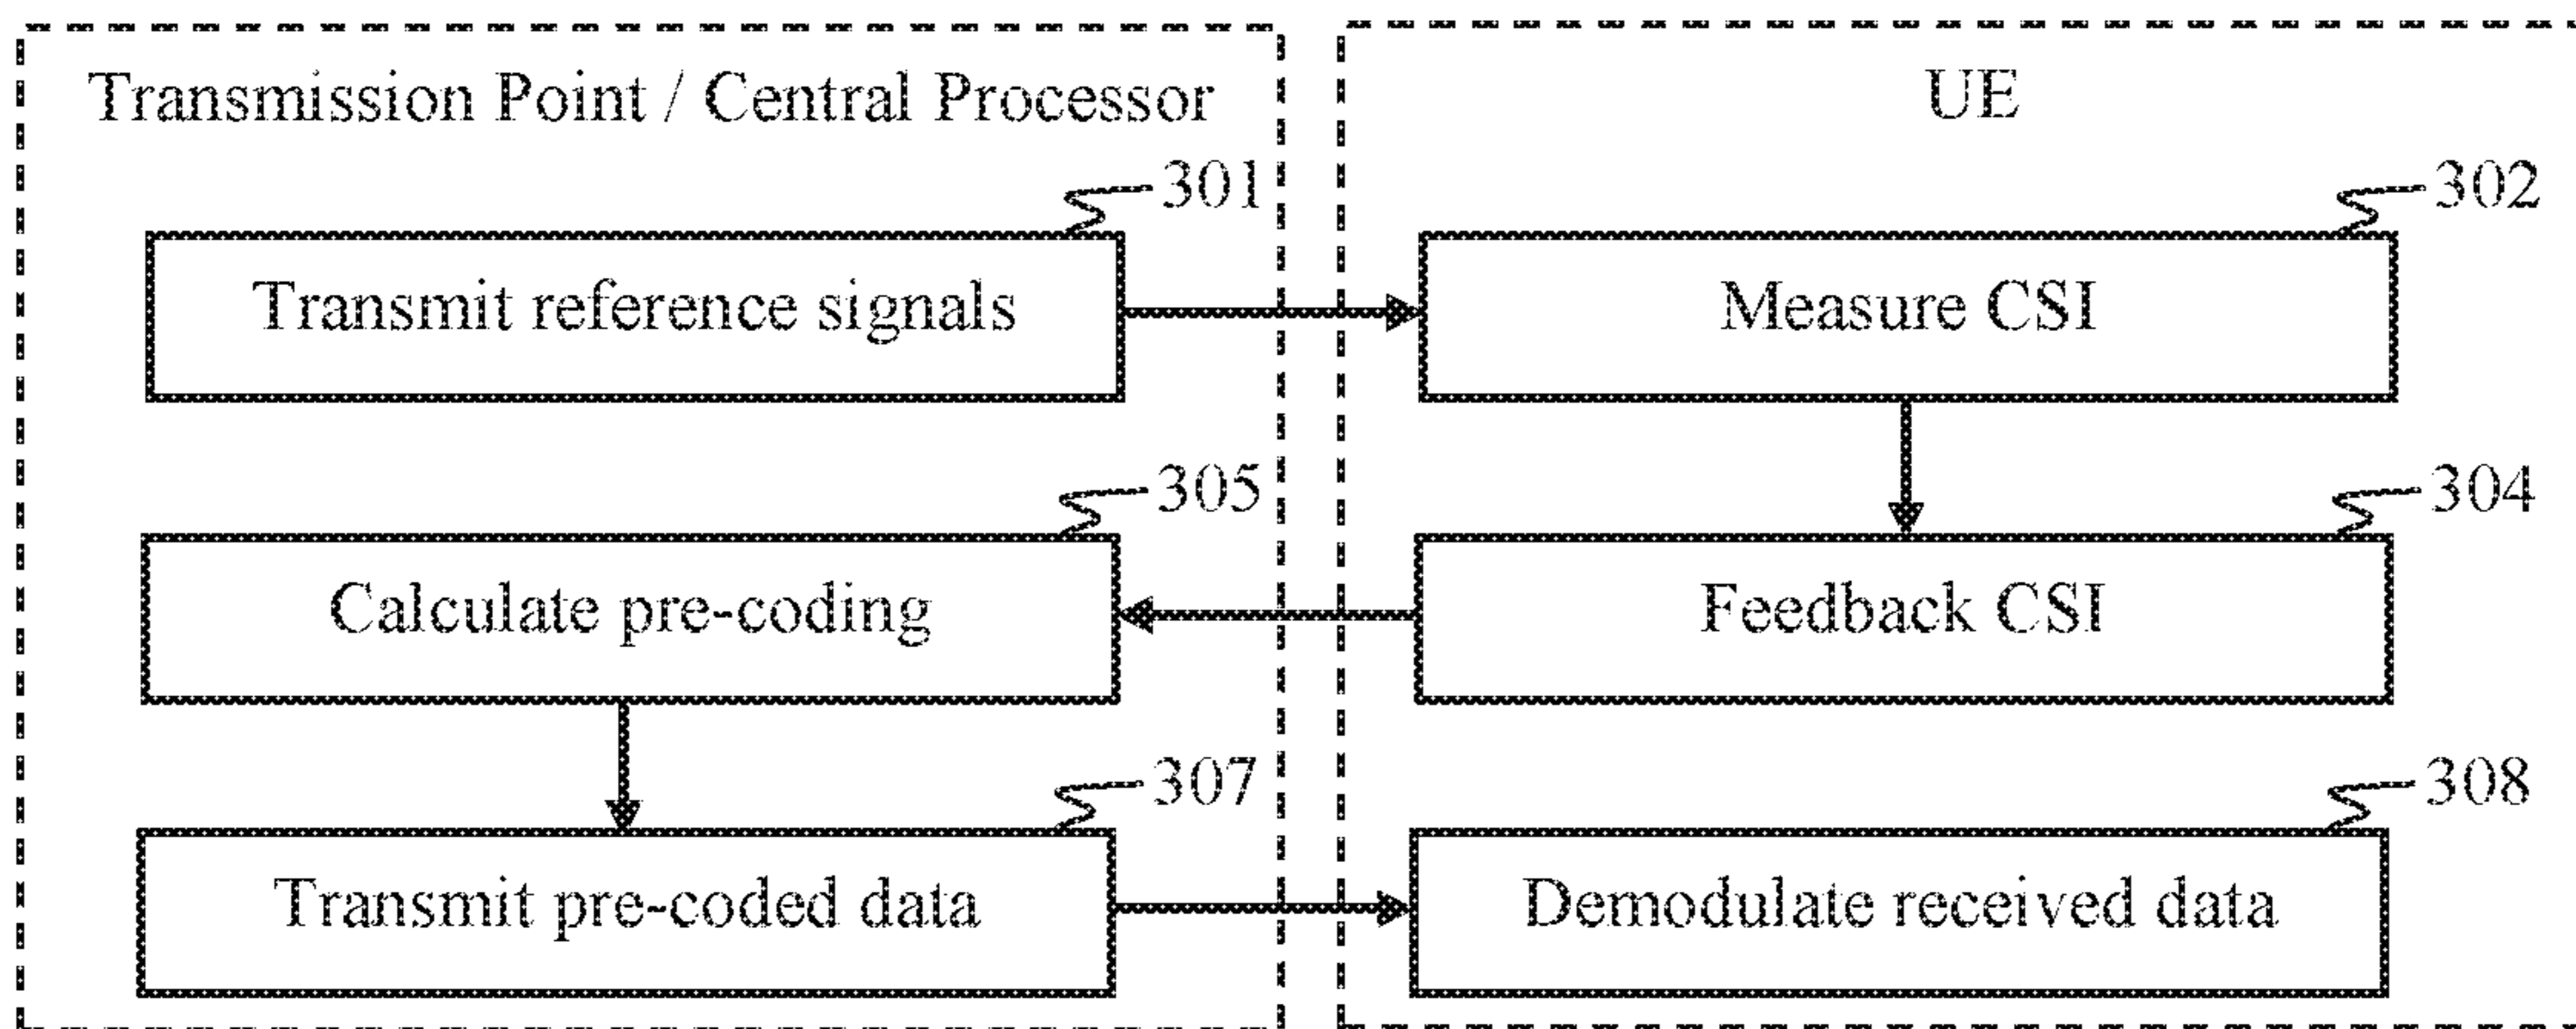 Transmission Point / Central Processor
UE
301
302
Transmit reference signals
Measure CSI
305
304
Calculate pre-coding
Feedback CSI
307
308
Transmit pre-coded data
Demodulate received data